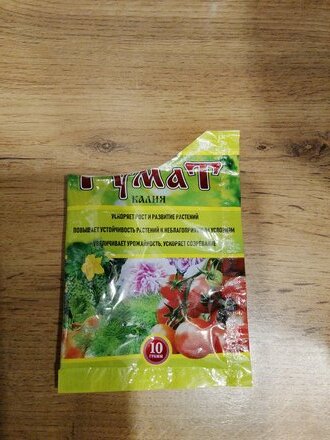 Гумат
калия
УСКОРЯЕТ РОСТ И РАЗВИТИЕ РАСТЕНИЙ
ПОВЫШАЕТ УСТОЙЧИВОСТЬ РАСТЕНИЙ К НЕБЛАГОПРИЯТНЫМ УСЛОВИЯМ
УВЕЛИЧИВАЕТ УРОЖАЙНОСТЬ, УСКОРЯЕТ СОЗРЕВАНИЕ
10
ГРАММ